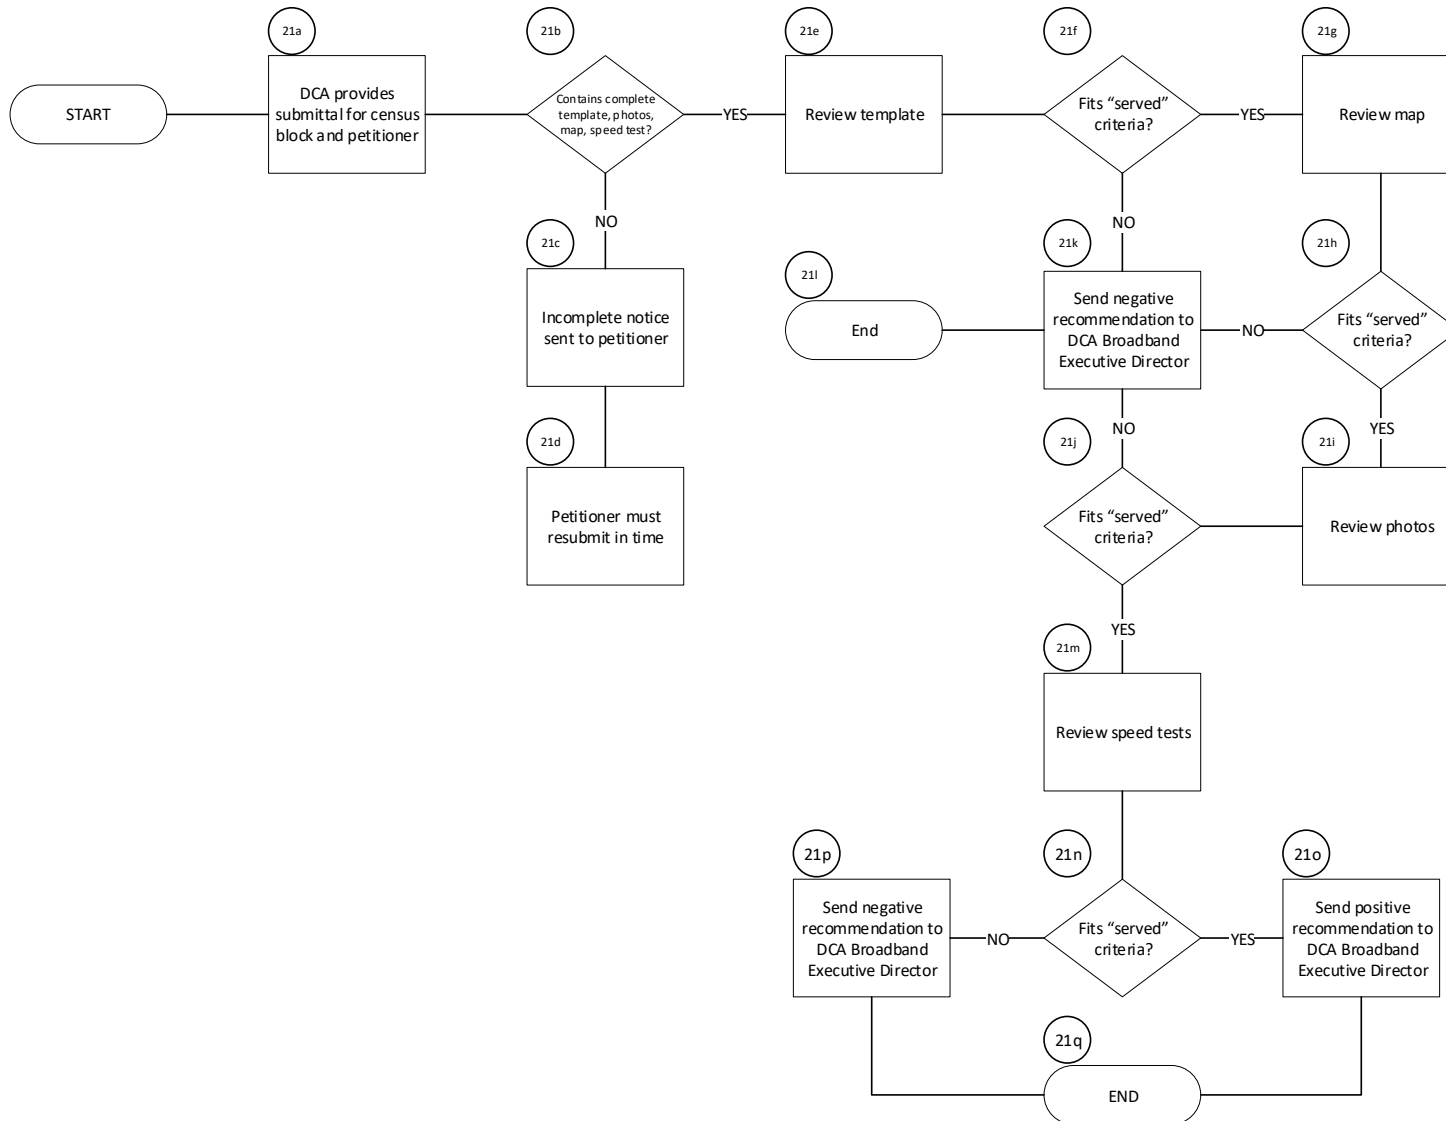 21a
21b
21e
21f
21g
START
DCA provides
submittal for census
block and petitioner
Contains complete
template, photos,
map, speed test?
YES
Review template
Fits “served”
criteria?
YES
Review map
NO
NO
21c
21k
21h
21l
Incomplete notice
sent to petitioner
End
Send negative
recommendation to
DCA Broadband
Executive Director
NO
Fits “served”
criteria?
NO
YES
21d
21j
21i
Petitioner must
resubmit in time
Fits “served”
criteria?
Review photos
YES
21m
Review speed tests
21p
21n
21o
Send negative
recommendation to
DCA Broadband
Executive Director
NO
Fits “served”
criteria?
YES
Send positive
recommendation to
DCA Broadband
Executive Director
21q
END